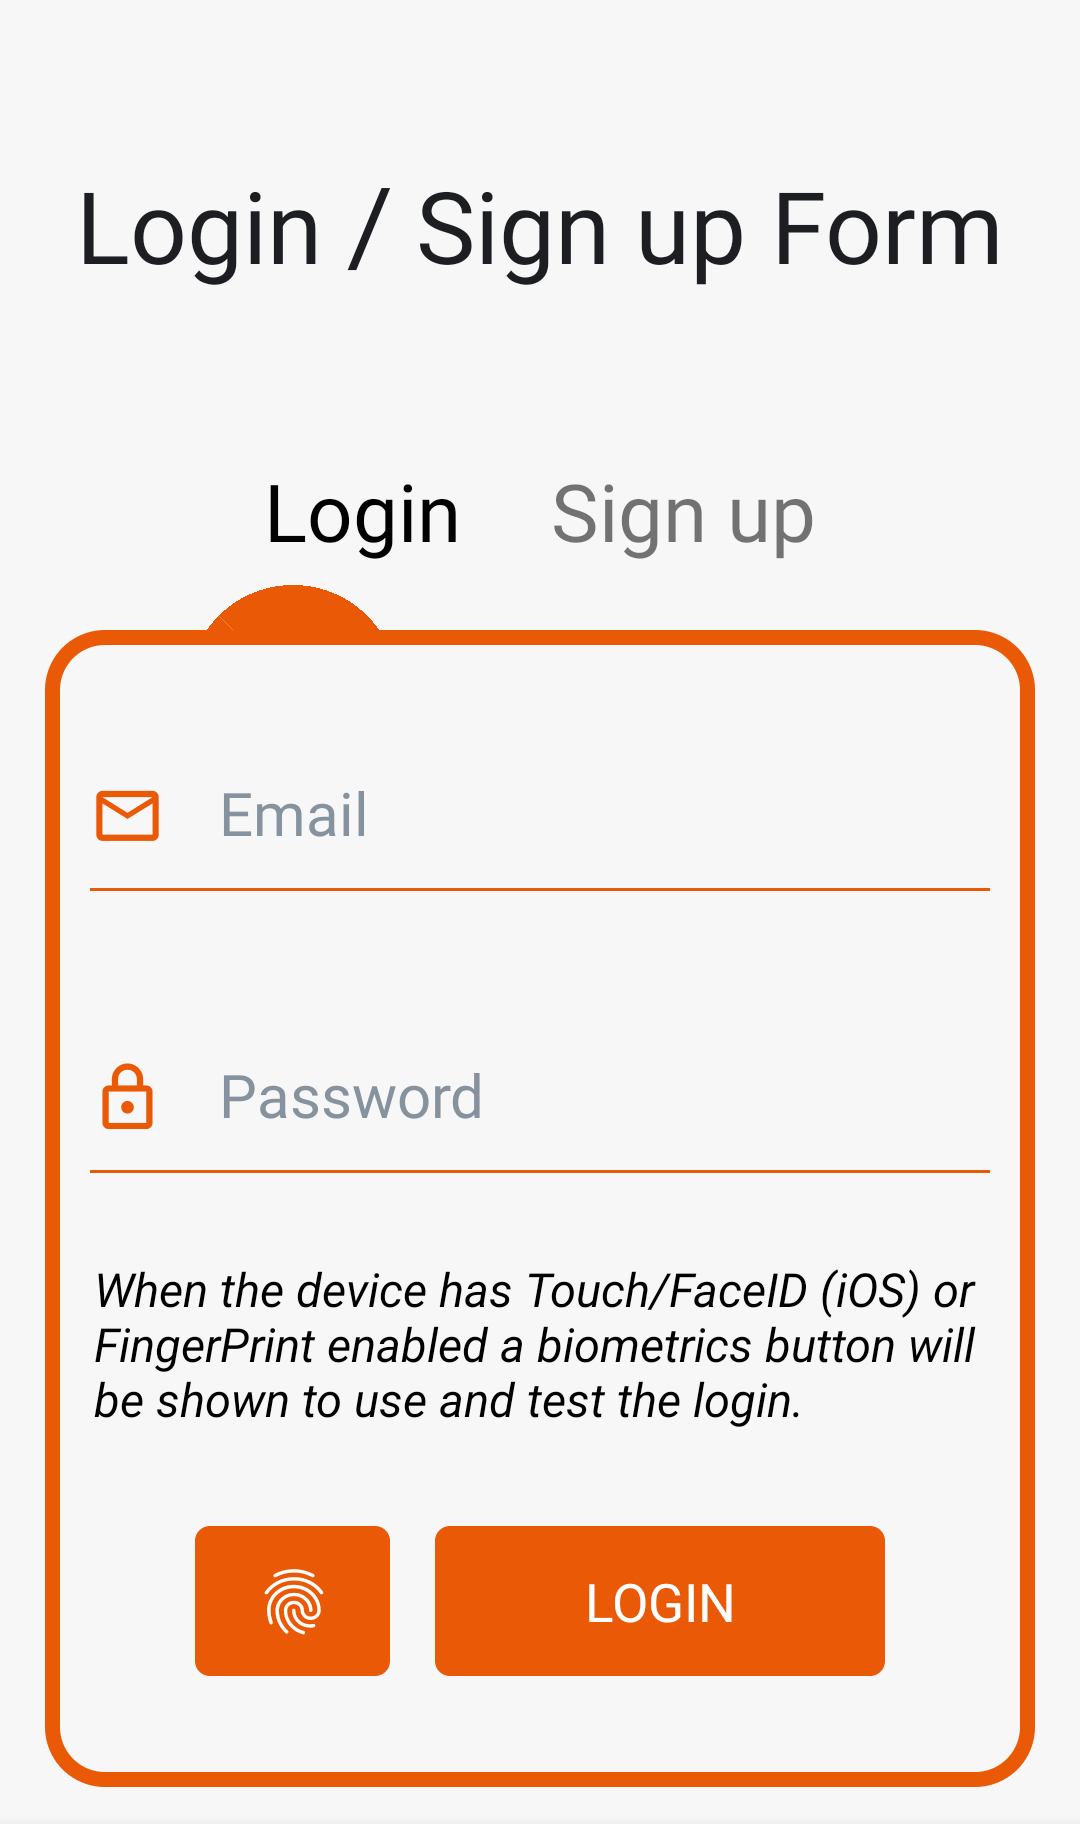 Login / Sign up Form
Login Sign up
Email
Password
When the device has Touch/FaceID (iOS) or
FingerPrint enabled a biometrics button will
be shown to use and test the login.
LOGIN